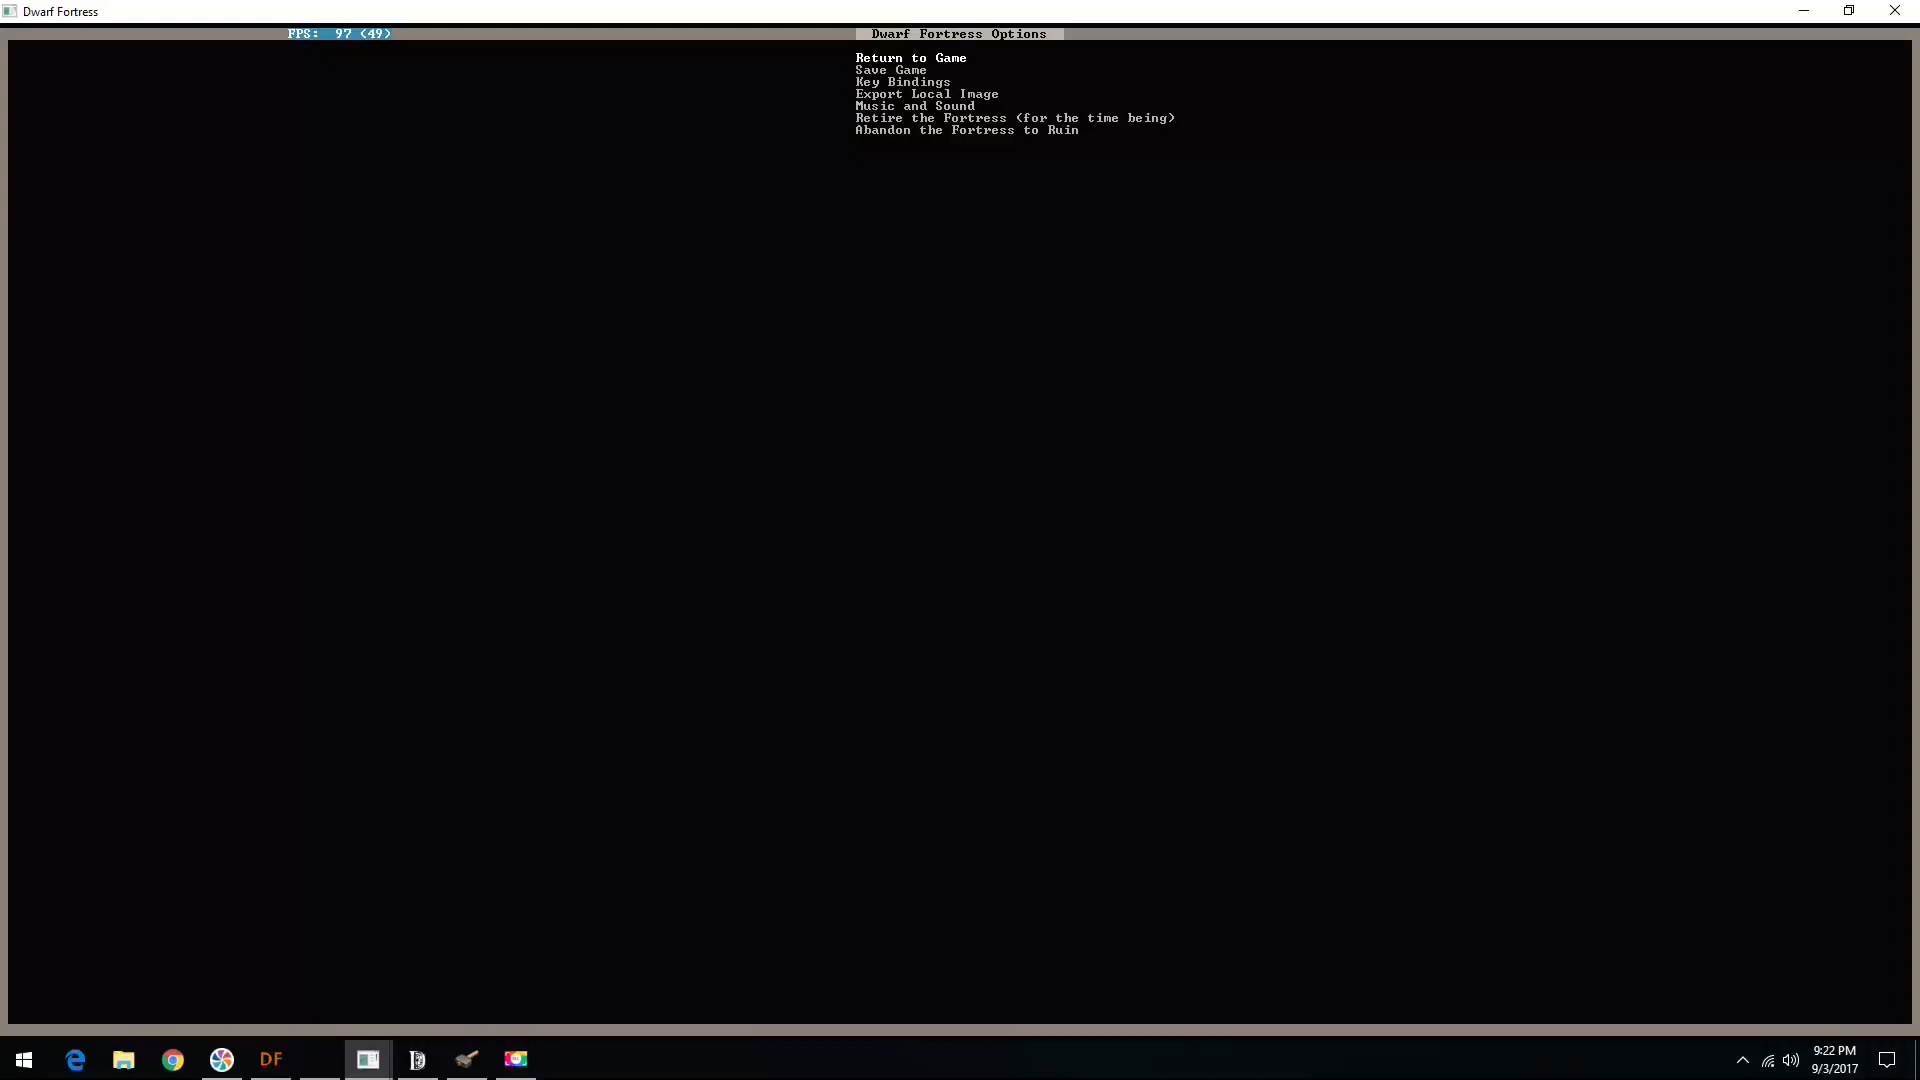 Dwarf Fortress
FPS: 97 (49)
Dwarf Fortress Options
Return to Game
Save Game
Key Bindings
Export Local Image
Music and Sound
Retire the Fortress (for the time being)
Abandon the Fortress to Ruin
DF
9:22 PM
9/3/2017